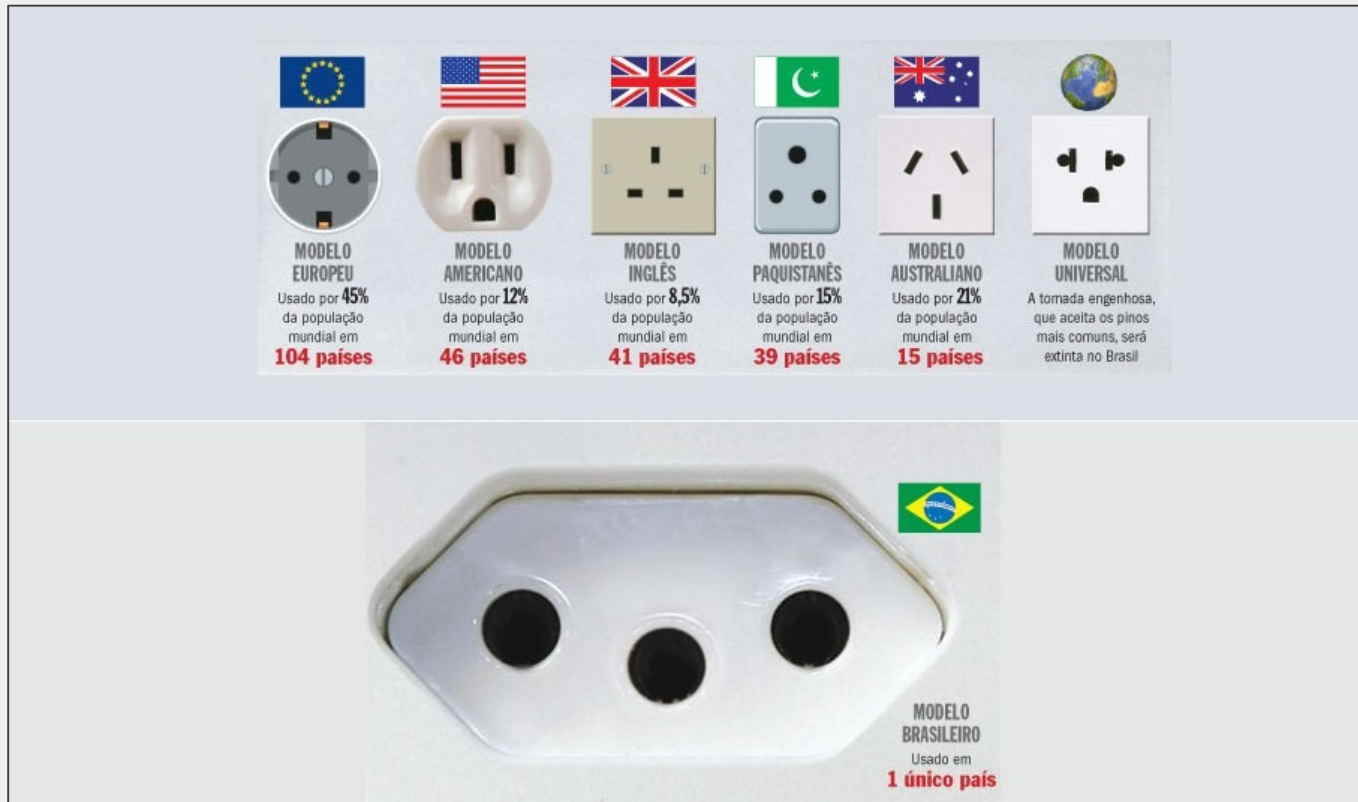 MODELO
EUROPEU
Usado por 45%
da população
mundial em
104 países
MODELO
AMERICANO
Usado por 12%
da população
mundial em
46 países
MODELO
INGLÊS
Usado por 8,5%
da população
mundial em
41 países
MODELO
PAQUISTANÊS
Usado por 15%
da população
mundial em
39 países
MODELO
AUSTRALIANO
Usado por 21%
da população
mundial em
15 países
MODELO
UNIVERSAL
A tomada engenhosa,
que aceita os pinos
mais comuns, será
extinta no Brasil
MODELO
BRASILEIRO
Usado em
1 único país